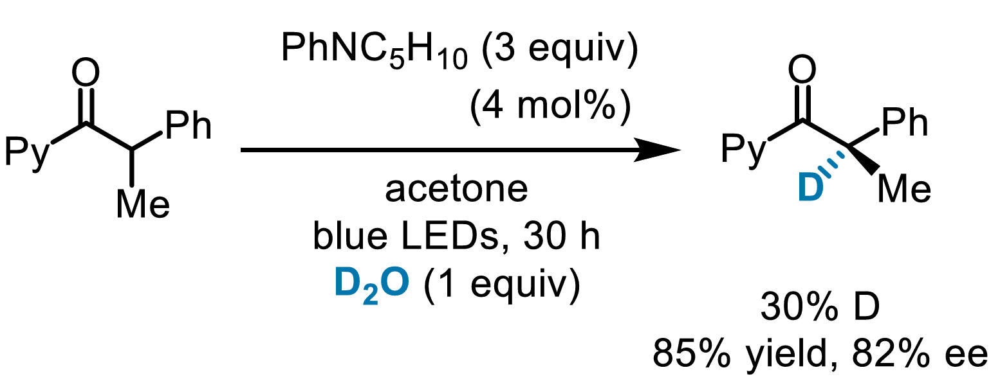 O
Py
Ph
Me
PhNC₅H₁₀ (3 equiv)
(4 mol%)
acetone
blue LEDs, 30 h
D₂O (1 equiv)
O
Py
Ph
D
Me
30% D
85% yield, 82% ee